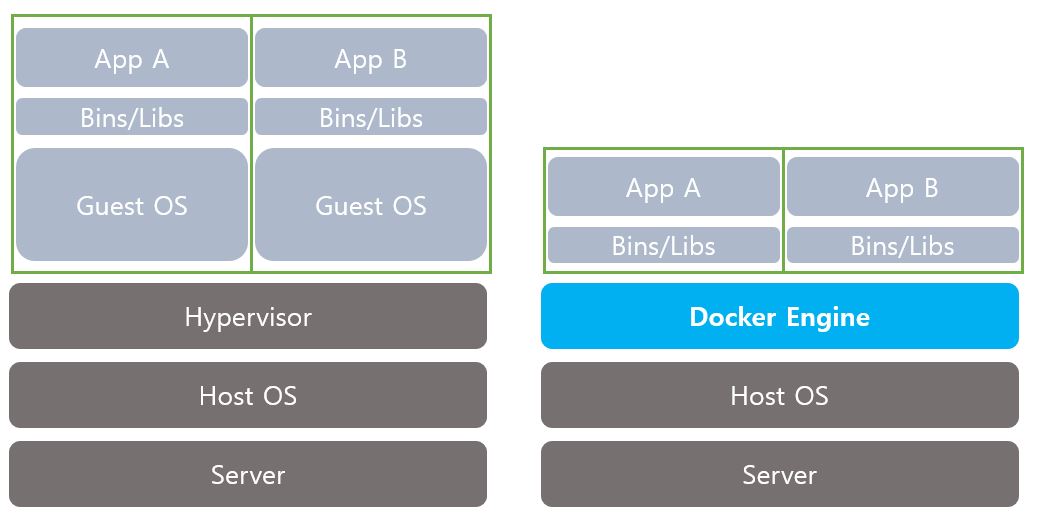 App A
App B
Bins/Libs
Bins/Libs
Guest OS
Guest OS
Hypervisor
Host OS
Server
App A
App B
Bins/Libs
Bins/Libs
Docker Engine
Host OS
Server